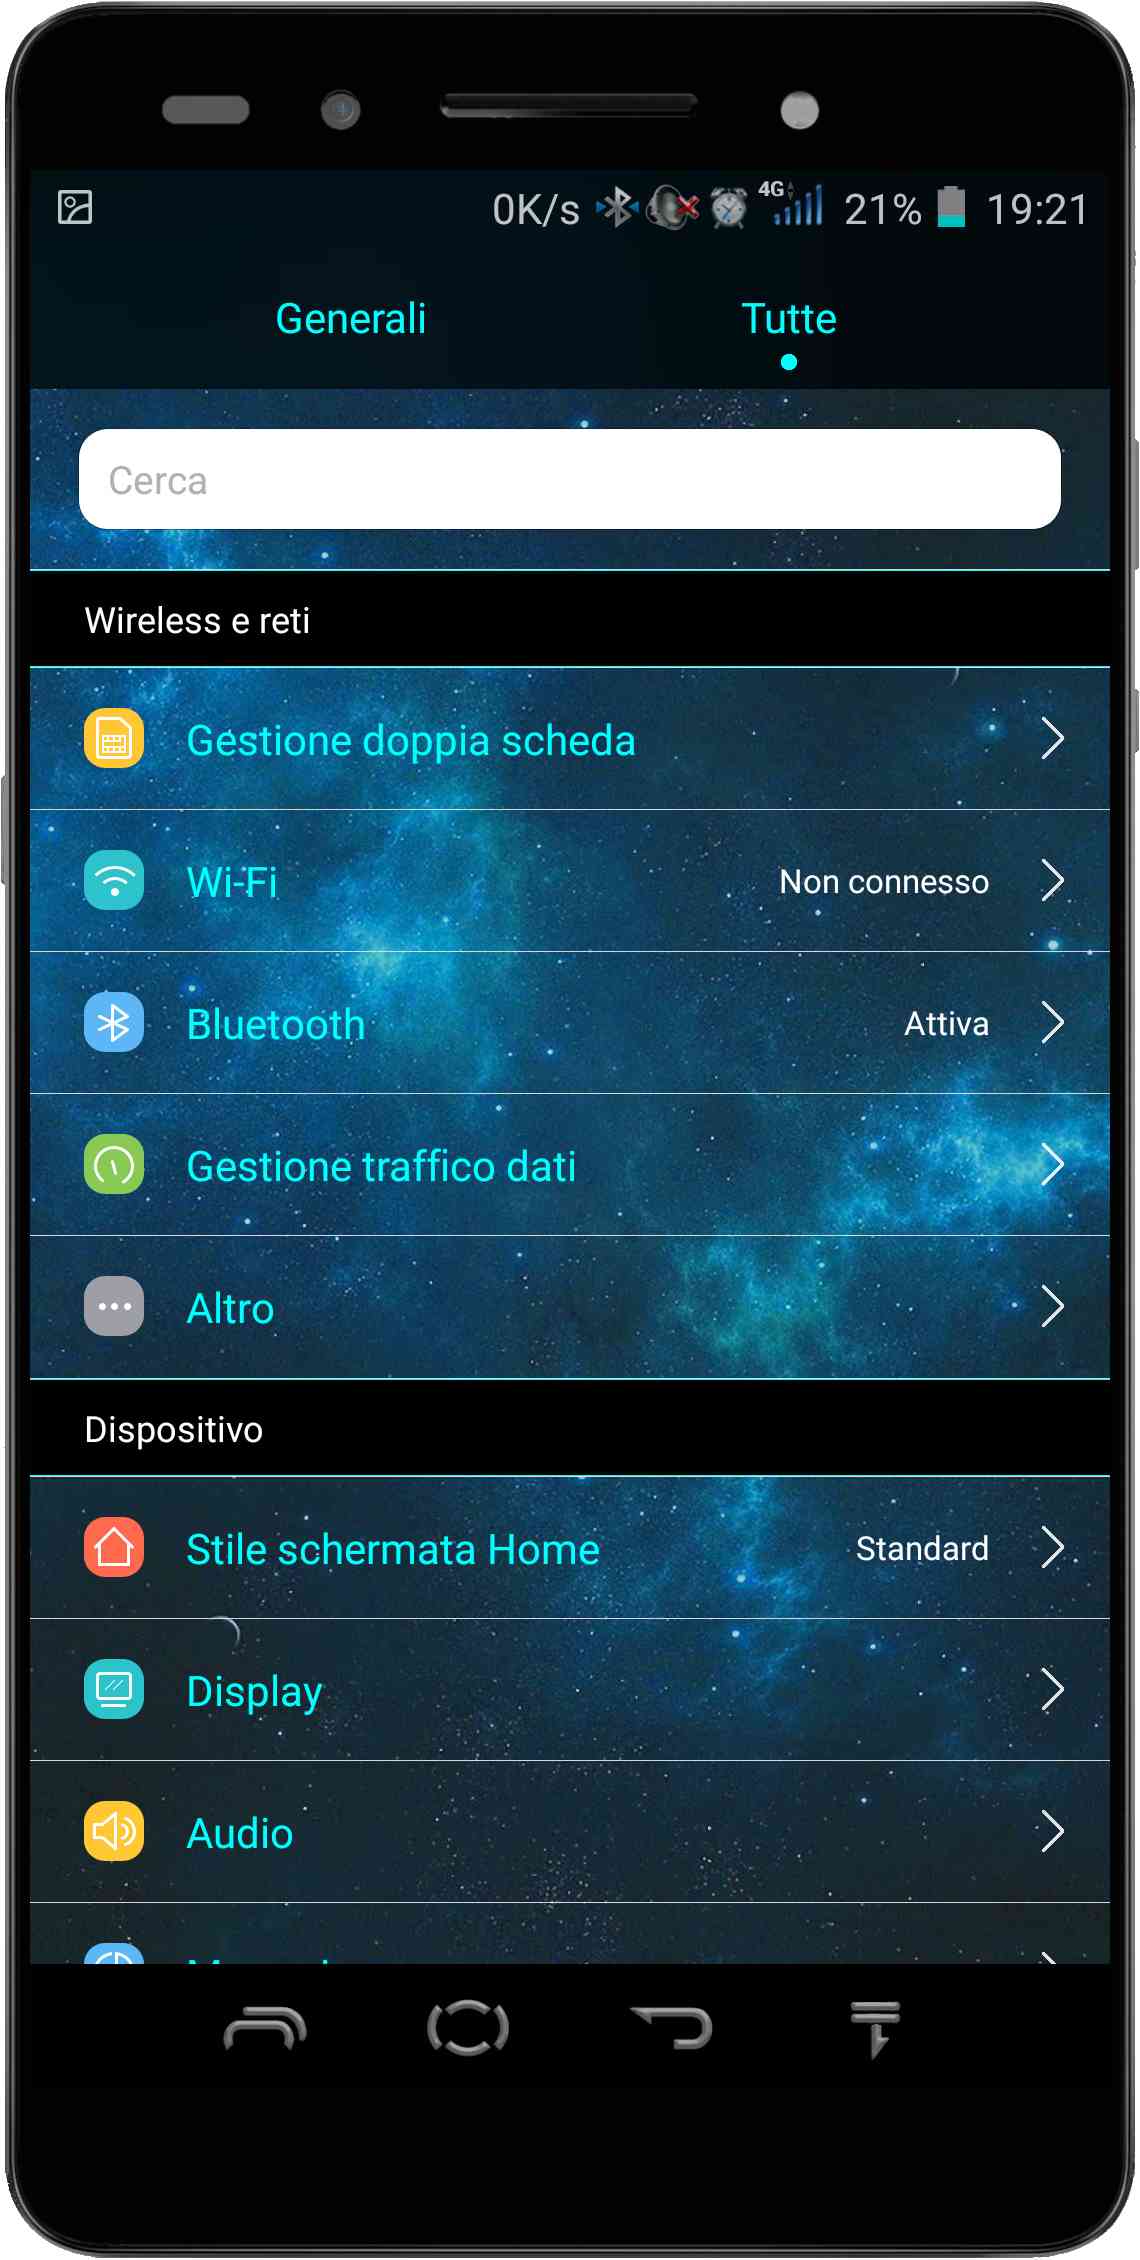 0K/s 4G 21% 19:21
Generali Tutte
Cerca
Wireless e reti
Gestione doppia scheda
Wi-Fi Non connesso
Bluetooth Attiva
Gestione traffico dati
Altro
Dispositivo
Stile schermata Home Standard
Display
Audio